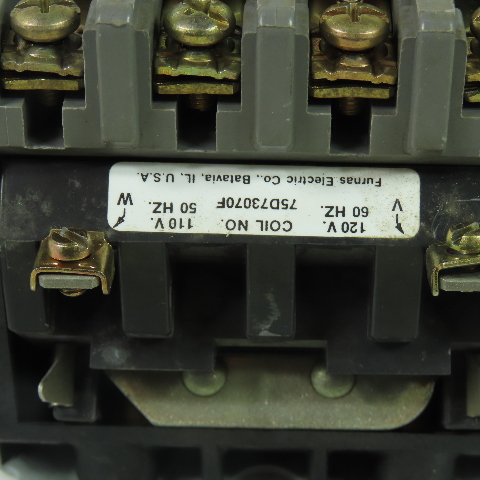 120 V. COIL NO. 110 V.
60 HZ. 75D73070F 50 HZ.
V W
Furnas Electric Co., Batavia, IL, U.S.A.